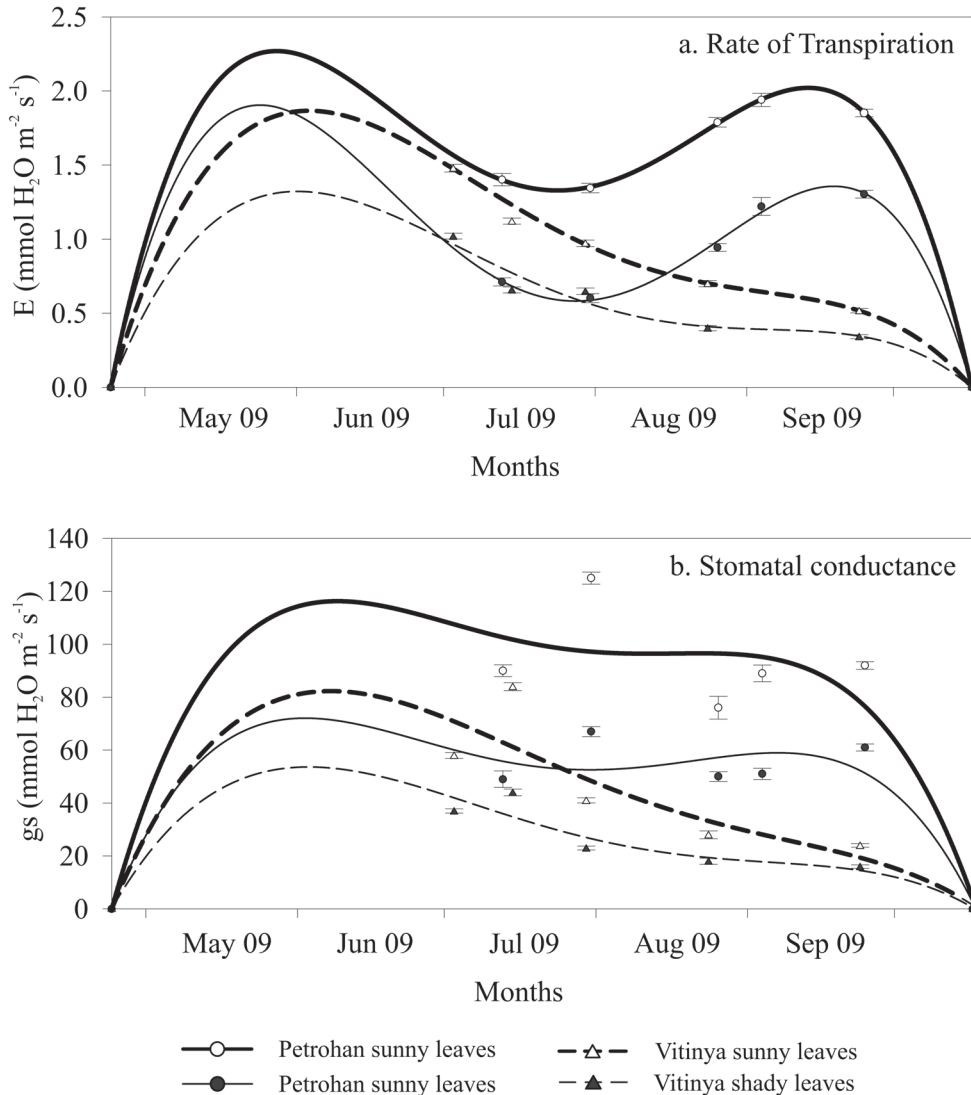 a. Rate of Transpiration
E (mmol H₂O m⁻² s⁻¹)
2.5
2.0
1.5
1.0
0.5
0.0
May 09 Jun 09 Jul 09 Aug 09 Sep 09
Months
b. Stomatal conductance
gs (mmol H₂O m⁻² s⁻¹)
140
120
100
80
60
40
20
0
May 09 Jun 09 Jul 09 Aug 09 Sep 09
Months
Petrohan sunny leaves Vitinya sunny leaves
Petrohan sunny leaves Vitinya shady leaves